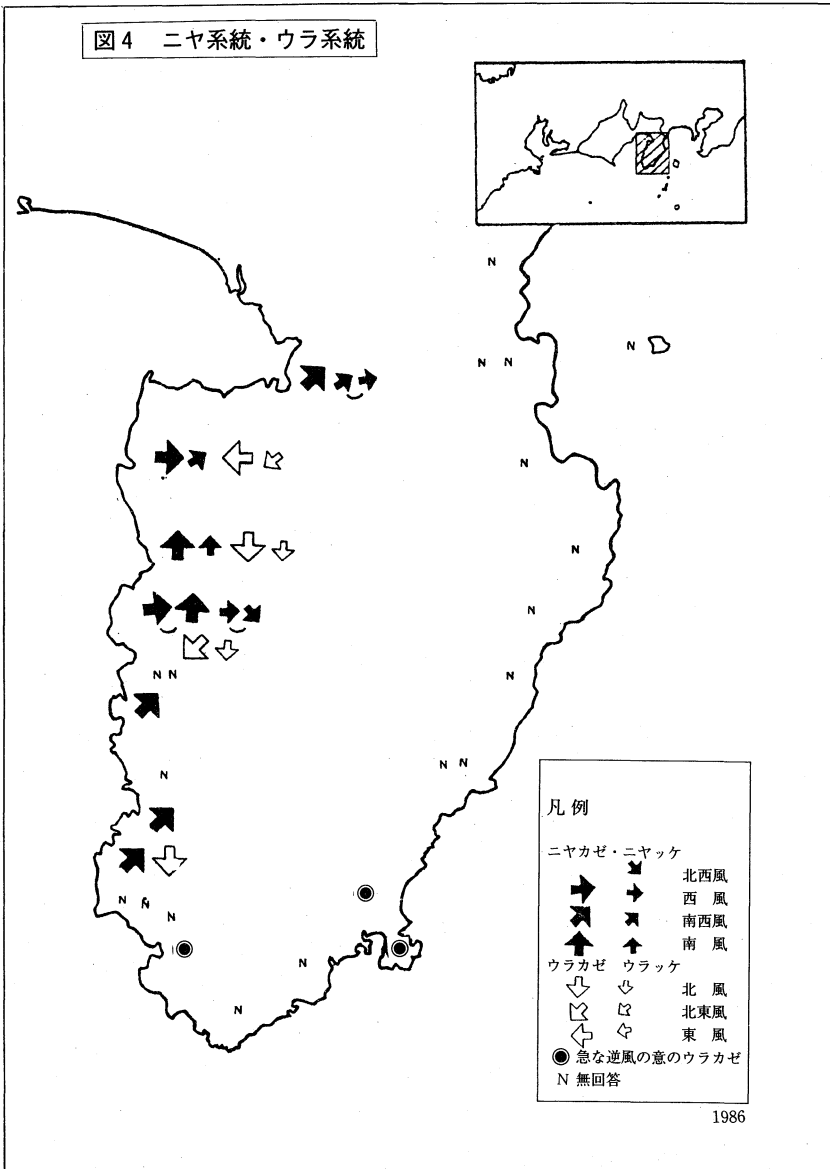 図4 ニヤ系統・ウラ系統
N
N
N N
N
N
N
N N
N
N
N N
N
N N
N
N
N
凡例
ニヤカゼ・ニヤッケ
北西風
西 風
南西風
南 風
ウラカゼ ウラッケ
北 風
北東風
東 風
急な逆風の意のウラカゼ
N 無回答
1986